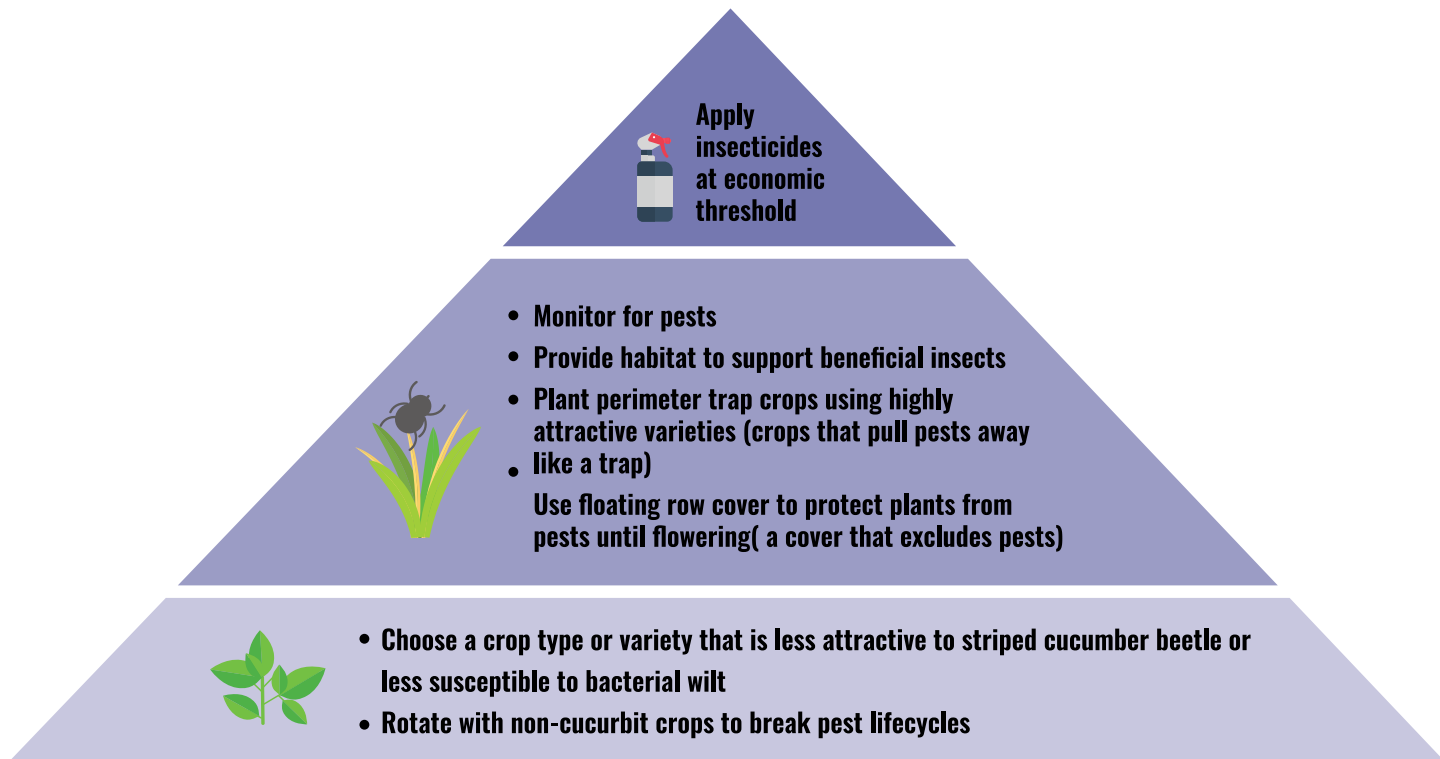 Apply
insecticides
at economic
threshold
• Monitor for pests
• Provide habitat to support beneficial insects
• Plant perimeter trap crops using highly
attractive varieties (crops that pull pests away
• like a trap)
Use floating row cover to protect plants from
pests until flowering( a cover that excludes pests)
• Choose a crop type or variety that is less attractive to striped cucumber beetle or
less susceptible to bacterial wilt
• Rotate with non-cucurbit crops to break pest lifecycles